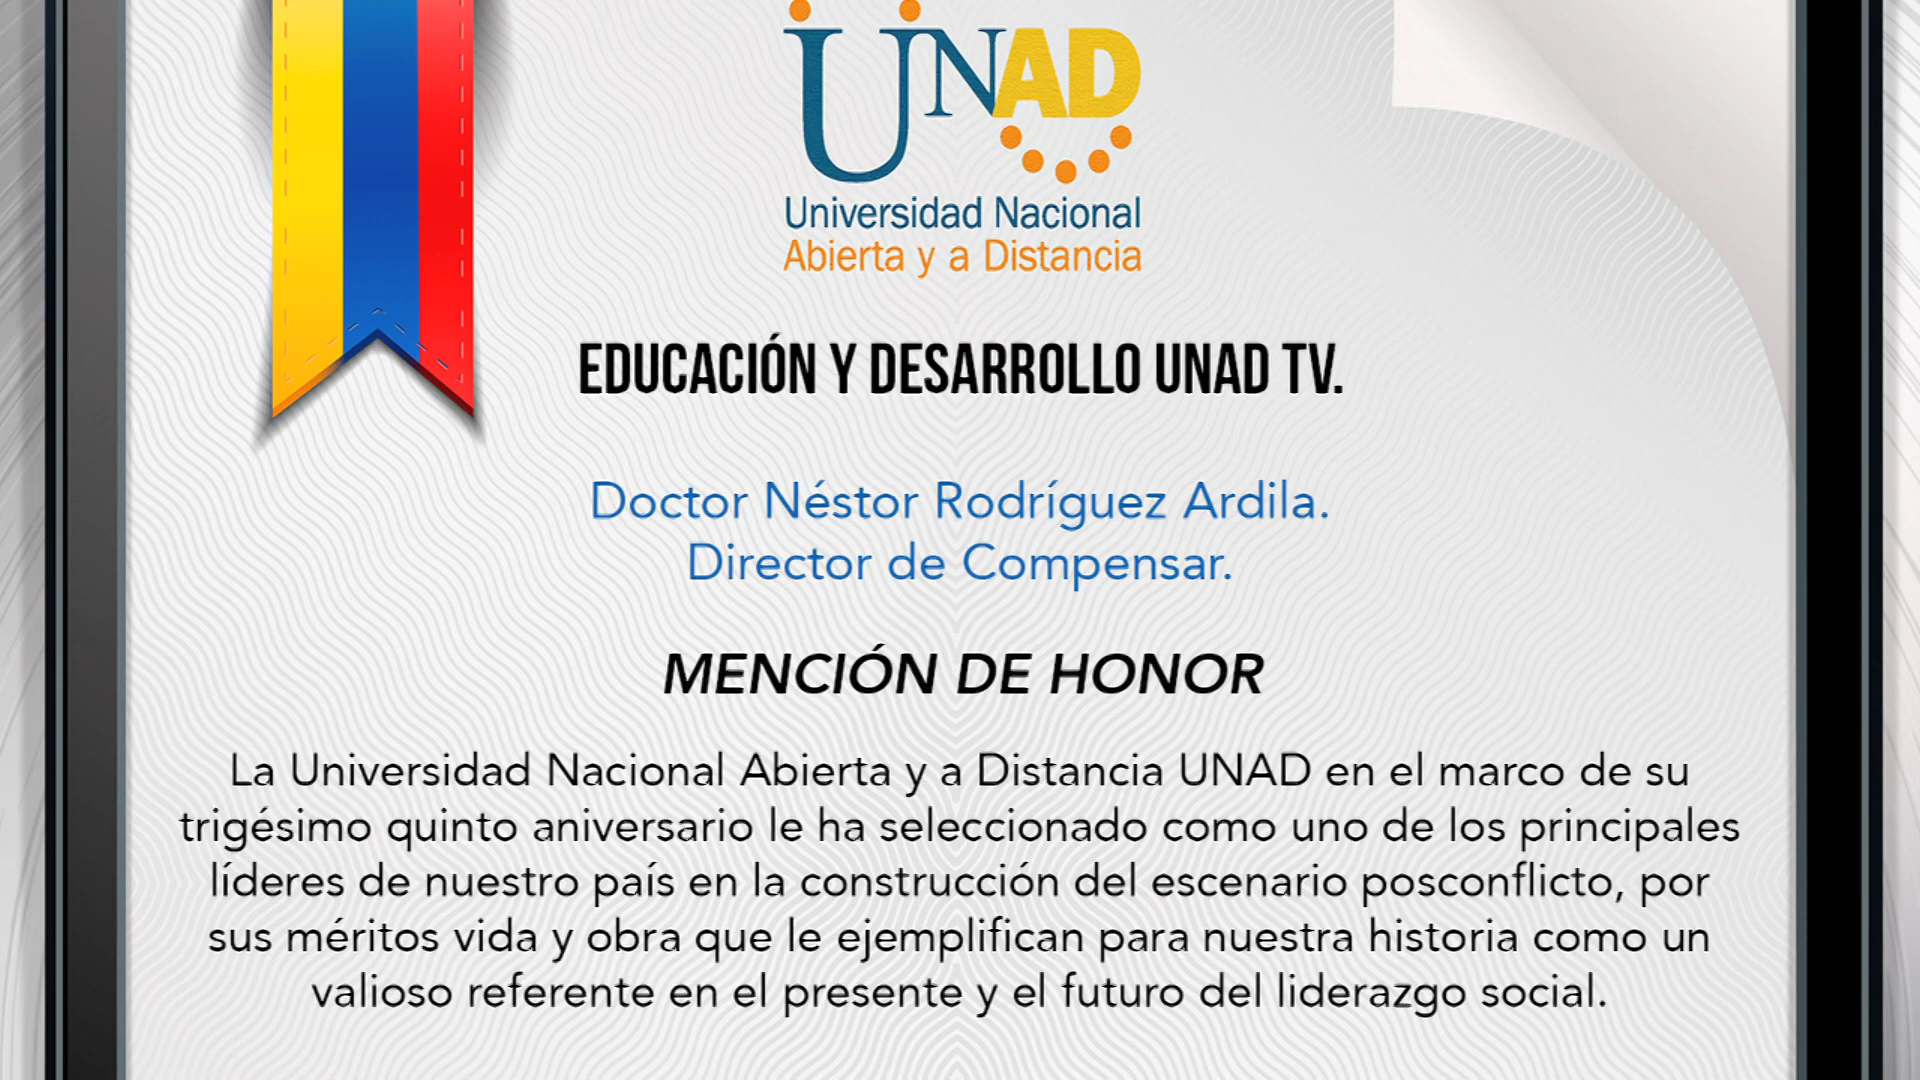 UNAD
Universidad Nacional
Abierta y a Distancia
EDUCACIÓN Y DESARROLLO UNAD TV.
Doctor Néstor Rodríguez Ardila.
Director de Compensar.
MENCIÓN DE HONOR
La Universidad Nacional Abierta y a Distancia UNAD en el marco de su
trigésimo quinto aniversario le ha seleccionado como uno de los principales
líderes de nuestro país en la construcción del escenario posconflicto, por
sus méritos vida y obra que le ejemplifican para nuestra historia como un
valioso referente en el presente y el futuro del liderazgo social.